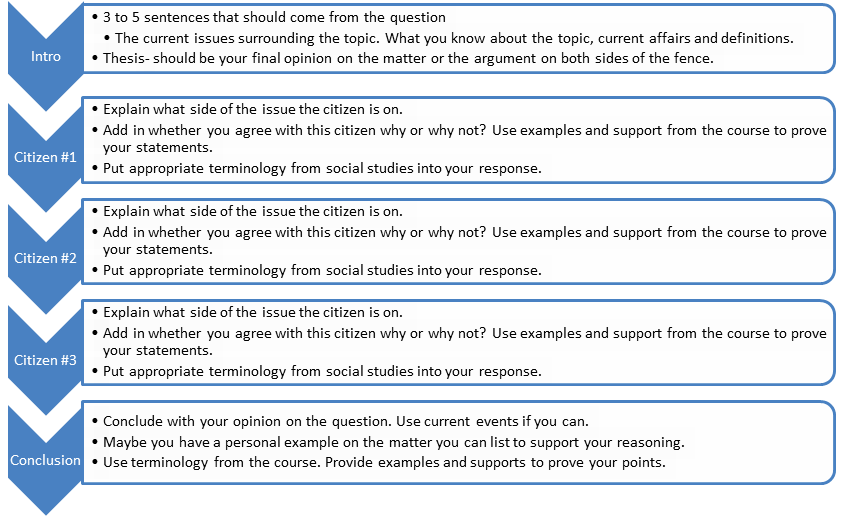 Intro
• 3 to 5 sentences that should come from the question
• The current issues surrounding the topic. What you know about the topic, current affairs and definitions.
• Thesis- should be your final opinion on the matter or the argument on both sides of the fence.
Citizen #1
• Explain what side of the issue the citizen is on.
• Add in whether you agree with this citizen why or why not? Use examples and support from the course to prove
your statements.
• Put appropriate terminology from social studies into your response.
Citizen #2
• Explain what side of the issue the citizen is on.
• Add in whether you agree with this citizen why or why not? Use examples and support from the course to prove
your statements.
• Put appropriate terminology from social studies into your response.
Citizen #3
• Explain what side of the issue the citizen is on.
• Add in whether you agree with this citizen why or why not? Use examples and support from the course to prove
your statements.
• Put appropriate terminology from social studies into your response.
Conclusion
• Conclude with your opinion on the question. Use current events if you can.
• Maybe you have a personal example on the matter you can list to support your reasoning.
• Use terminology from the course. Provide examples and supports to prove your points.